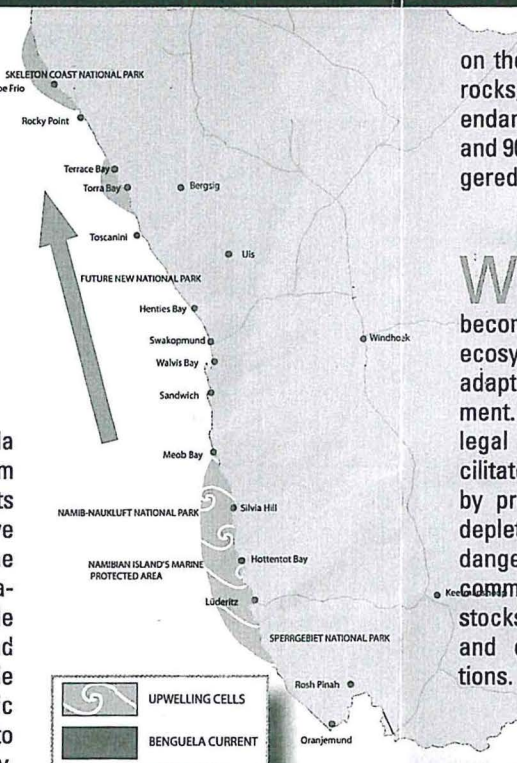 SKELETON COAST NATIONAL PARK
Frio
Rocky Point
Terrace Bay
Torra Bay
Bergsig
Toscanini
Uis
FUTURE NEW NATIONAL PARK
Henties Bay
Swakopmund
Windhoek
Walvis Bay
Sandwich
Meob Bay
NAMIB-NAUKLUFT NATIONAL PARK
Silvia Hill
NAMIBIAN ISLAND'S MARINE
PROTECTED AREA
Hottentot Bay
Lüderitz
SPERRGEBIET NATIONAL PARK
Rosh Pinah
Oranjemund
UPWELLING CELLS
BENGUELA CURRENT
on the
rocks,
endan
and 90
gered
W
becom
ecosy
adapt
ment.
legal
cilitat
by pr
deplet
dange
comm
stocks
and
tions.